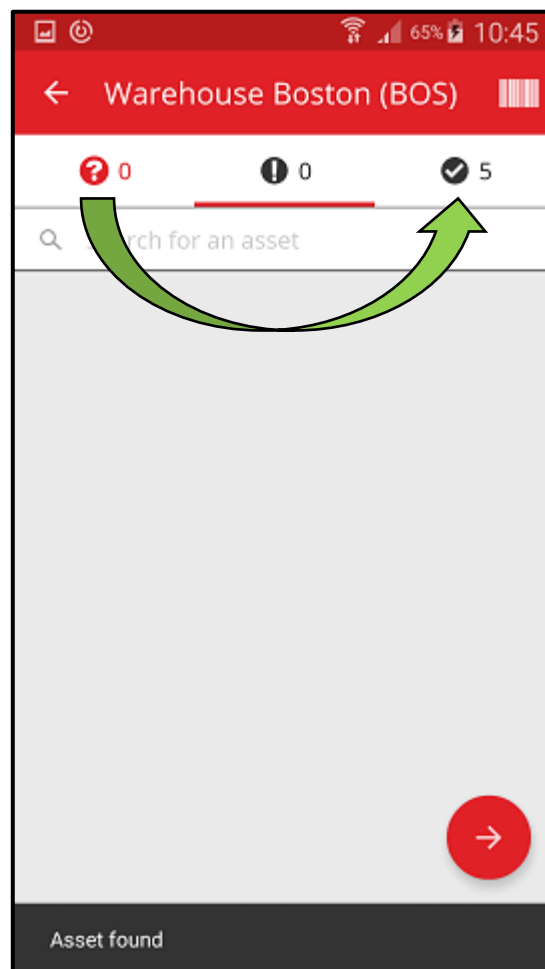 65% 10:45
Warehouse Boston (BOS)
0 0 5
rch for an asset
Asset found